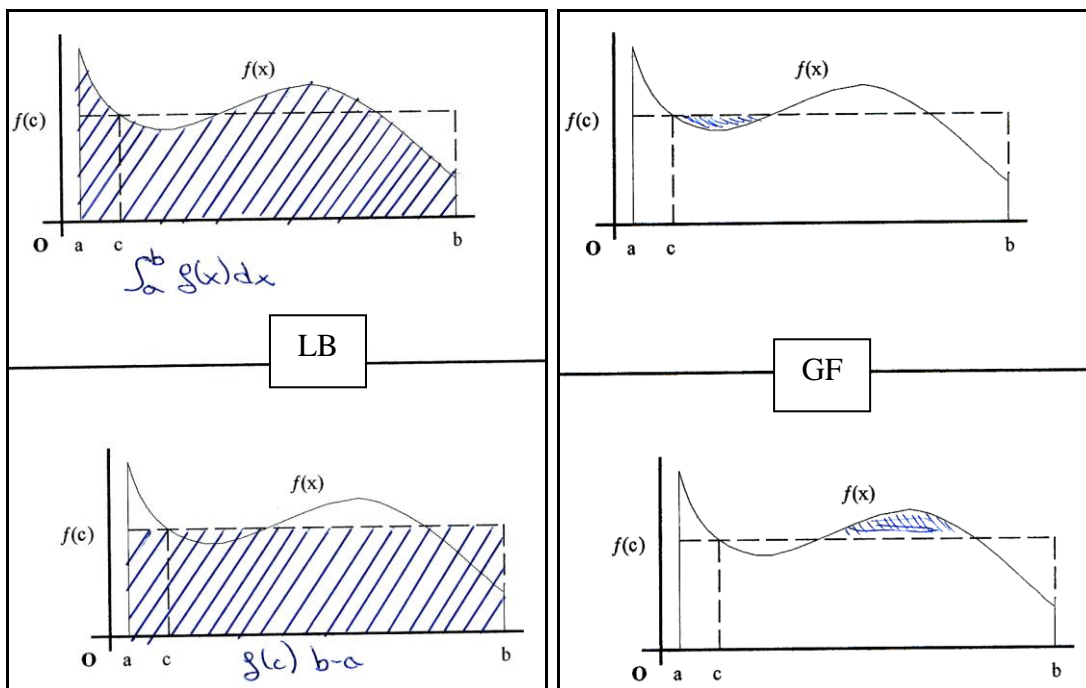 f(x)
f(c)
O a c b
∫ₐᵇ f(x)dx
LB
f(x)
f(c)
O a c b
f(c) b-a
f(x)
f(c)
O a c b
GF
f(x)
f(c)
O a c b